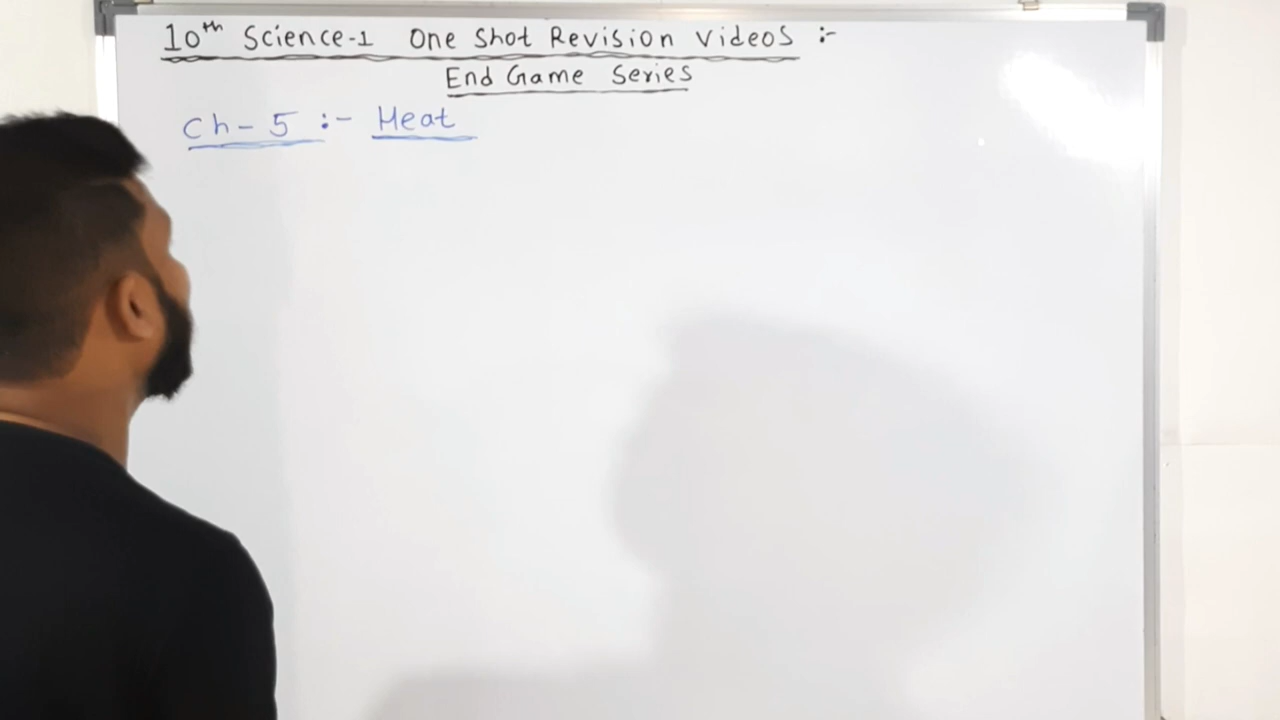 10th Science-1 One Shot Revision Videos :-
End Game Series
Ch - 5 :- Heat